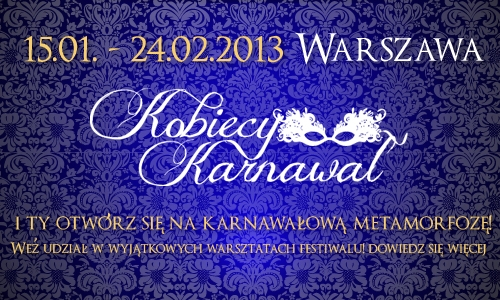 15.01. - 24.02.2013 WARSZAWA
Kobiecy
Karnawał
I TY OTWÓRZ SIĘ NA KARNAWAŁOWĄ METAMORFOZĘ!
WEŹ UDZIAŁ W WYJĄTKOWYCH WARSZTATACH FESTIWALU! DOWIEDZ SIĘ WIĘCEJ